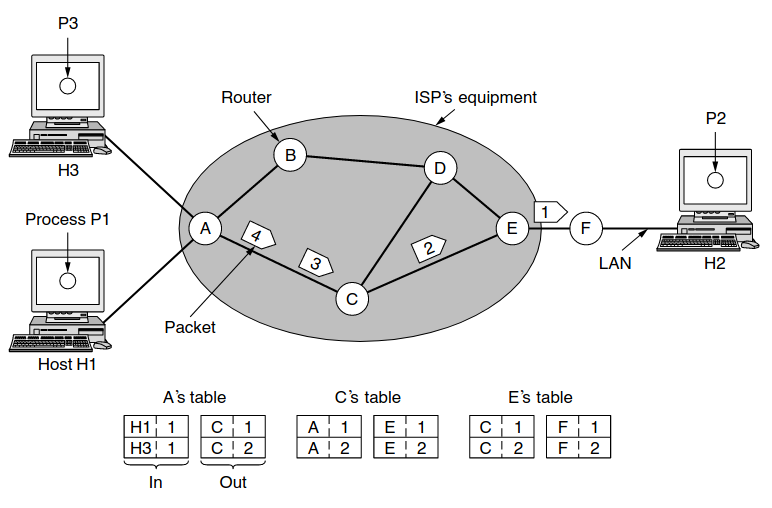 P3
Router
ISP's equipment
P2
B
D
H3
Process P1
A
4
3
2
1
E
F
C
LAN
H2
Packet
Host H1
A's table
C's table
E's table
H1 1 C 1 A 1 E 1 C 1 F 1
H3 1 C 2 A 2 E 2 C 2 F 2
In Out